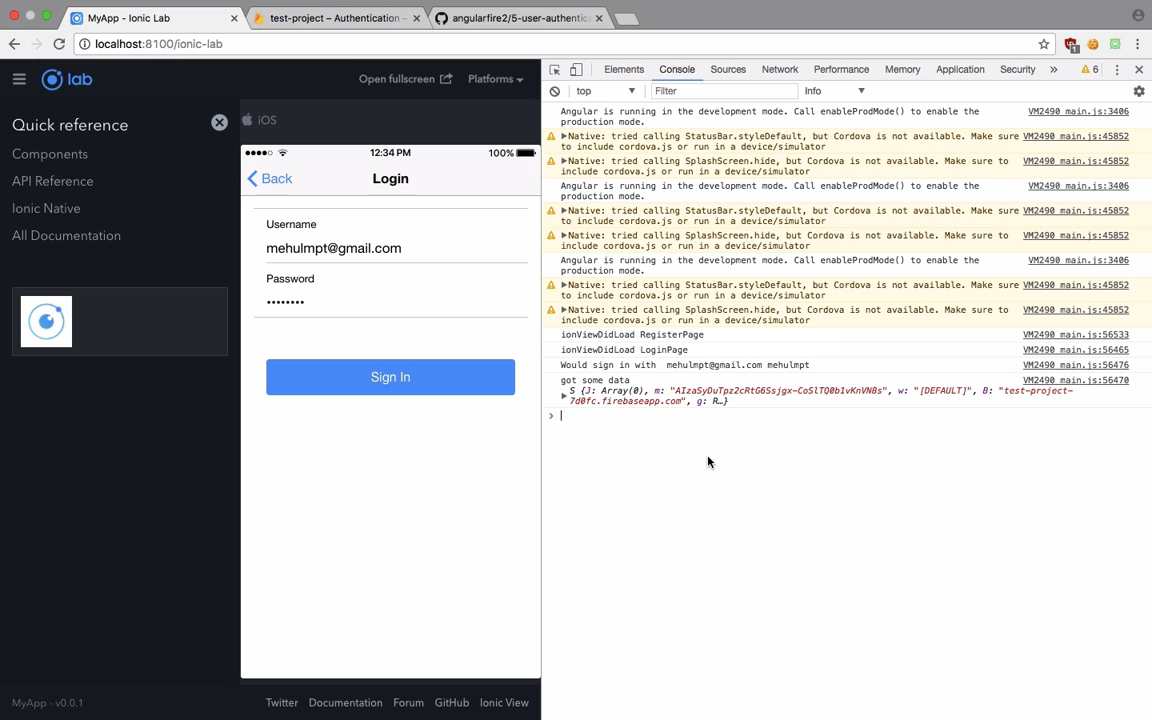 MyApp - Ionic Lab
test-project – Authentication –
angularfire2/5-user-authentic
localhost:8100/ionic-lab
lab
Open fullscreen
Platforms
Quick reference
Components
API Reference
Ionic Native
All Documentation
iOS
12:34 PM
100%
Back
Login
Username
mehulmpt@gmail.com
Password
••••••••
Sign In
MyApp - v0.0.1
Twitter
Documentation
Forum
GitHub
Ionic View
Elements
Console
Sources
Network
Performance
Memory
Application
Security
»
6
top
Filter
Info
Angular is running in the development mode. Call enableProdMode() to enable the VM2490 main.js:3406
production mode.
Native: tried calling StatusBar.styleDefault, but Cordova is not available. Make sure VM2490 main.js:45852
to include cordova.js or run in a device/simulator
Native: tried calling SplashScreen.hide, but Cordova is not available. Make sure to VM2490 main.js:45852
include cordova.js or run in a device/simulator
Angular is running in the development mode. Call enableProdMode() to enable the VM2490 main.js:3406
production mode.
Native: tried calling StatusBar.styleDefault, but Cordova is not available. Make sure VM2490 main.js:45852
to include cordova.js or run in a device/simulator
Native: tried calling SplashScreen.hide, but Cordova is not available. Make sure to VM2490 main.js:45852
include cordova.js or run in a device/simulator
Angular is running in the development mode. Call enableProdMode() to enable the VM2490 main.js:3406
production mode.
Native: tried calling StatusBar.styleDefault, but Cordova is not available. Make sure VM2490 main.js:45852
to include cordova.js or run in a device/simulator
Native: tried calling SplashScreen.hide, but Cordova is not available. Make sure to VM2490 main.js:45852
include cordova.js or run in a device/simulator
ionViewDidLoad RegisterPage VM2490 main.js:56533
ionViewDidLoad LoginPage VM2490 main.js:56465
Would sign in with mehulmpt@gmail.com mehulmpt VM2490 main.js:56476
got some data VM2490 main.js:56470
S {J: Array(0), m: "AIzaSyDuTpz2cRtG6Ssjgx-CoSlTQ0b1vKnVN8s", w: "[DEFAULT]", B: "test-project-
7d0fc.firebaseapp.com", g: R…}